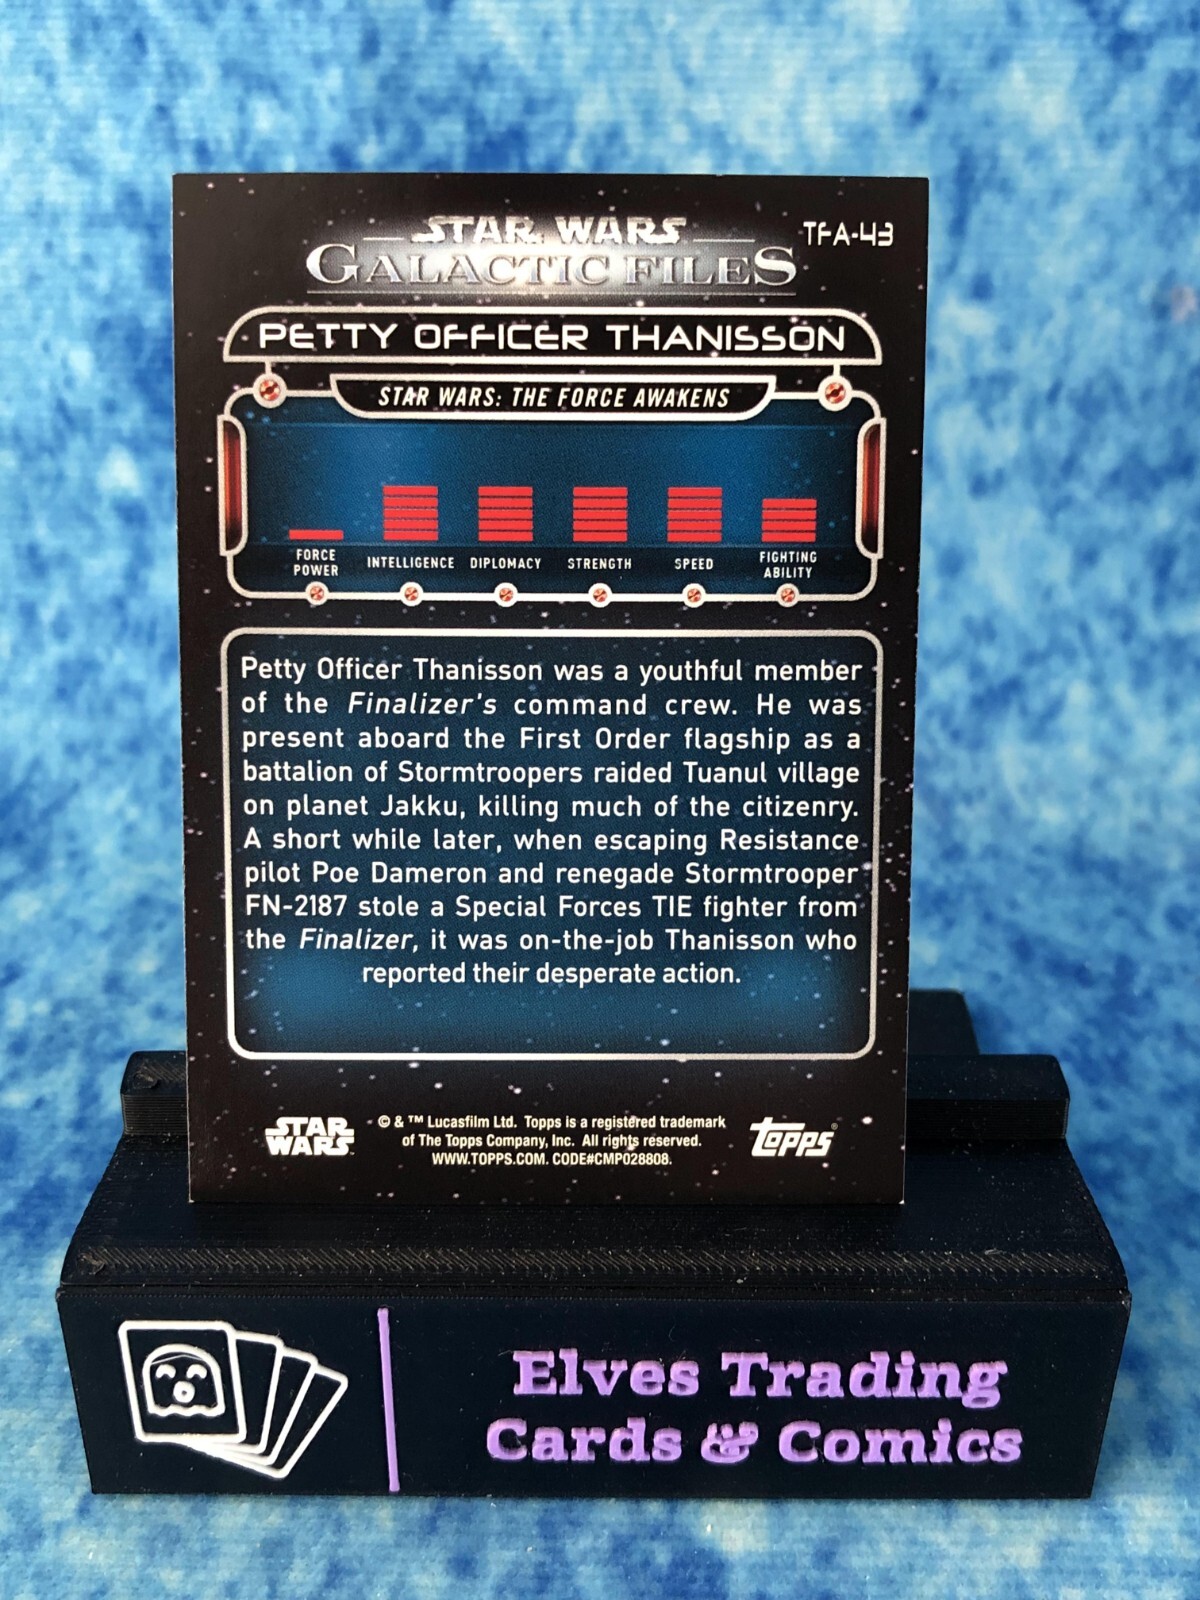 STAR WARS
GALACTIC FILES
TFA-43
PETTY OFFICER THANISSON
STAR WARS: THE FORCE AWAKENS
FORCE POWER
INTELLIGENCE
DIPLOMACY
STRENGTH
SPEED
FIGHTING ABILITY
Petty Officer Thanisson was a youthful member
of the Finalizer's command crew. He was
present aboard the First Order flagship as a
battalion of Stormtroopers raided Tuanul village
on planet Jakku, killing much of the citizenry.
A short while later, when escaping Resistance
pilot Poe Dameron and renegade Stormtrooper
FN-2187 stole a Special Forces TIE fighter from
the Finalizer, it was on-the-job Thanisson who
reported their desperate action.
STAR WARS
© & ™ Lucasfilm Ltd. Topps is a registered trademark
of The Topps Company, Inc. All rights reserved.
WWW.TOPPS.COM. CODE#CMP028808.
Topps®
Elves Trading
Cards & Comics